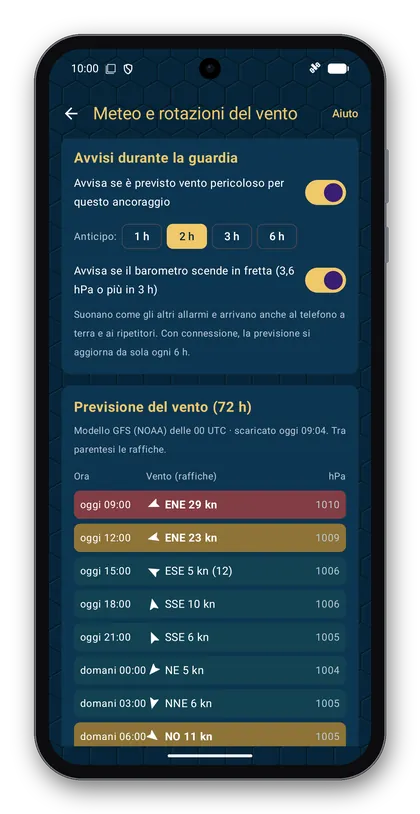 10:00
Meteo e rotazioni del vento Aiuto
Avvisi durante la guardia
Avvisa se è previsto vento pericoloso per
questo ancoraggio
Anticipo: 1 h 2 h 3 h 6 h
Avvisa se il barometro scende in fretta (3,6
hPa o più in 3 h)
Suonano come gli altri allarmi e arrivano anche al telefono a
terra e ai ripetitori. Con connessione, la previsione si
aggiorna da sola ogni 6 h.
Previsione del vento (72 h)
Modello GFS (NOAA) delle 00 UTC · scaricato oggi 09:04. Tra
parentesi le raffiche.
Ora Vento (raffiche) hPa
oggi 09:00 ENE 29 kn 1010
oggi 12:00 ENE 23 kn 1009
oggi 15:00 ESE 5 kn (12) 1006
oggi 18:00 SSE 10 kn 1006
oggi 21:00 SSE 6 kn 1005
domani 00:00 NE 5 kn 1004
domani 03:00 NNE 6 kn 1005
domani 06:00 NO 11 kn 1005